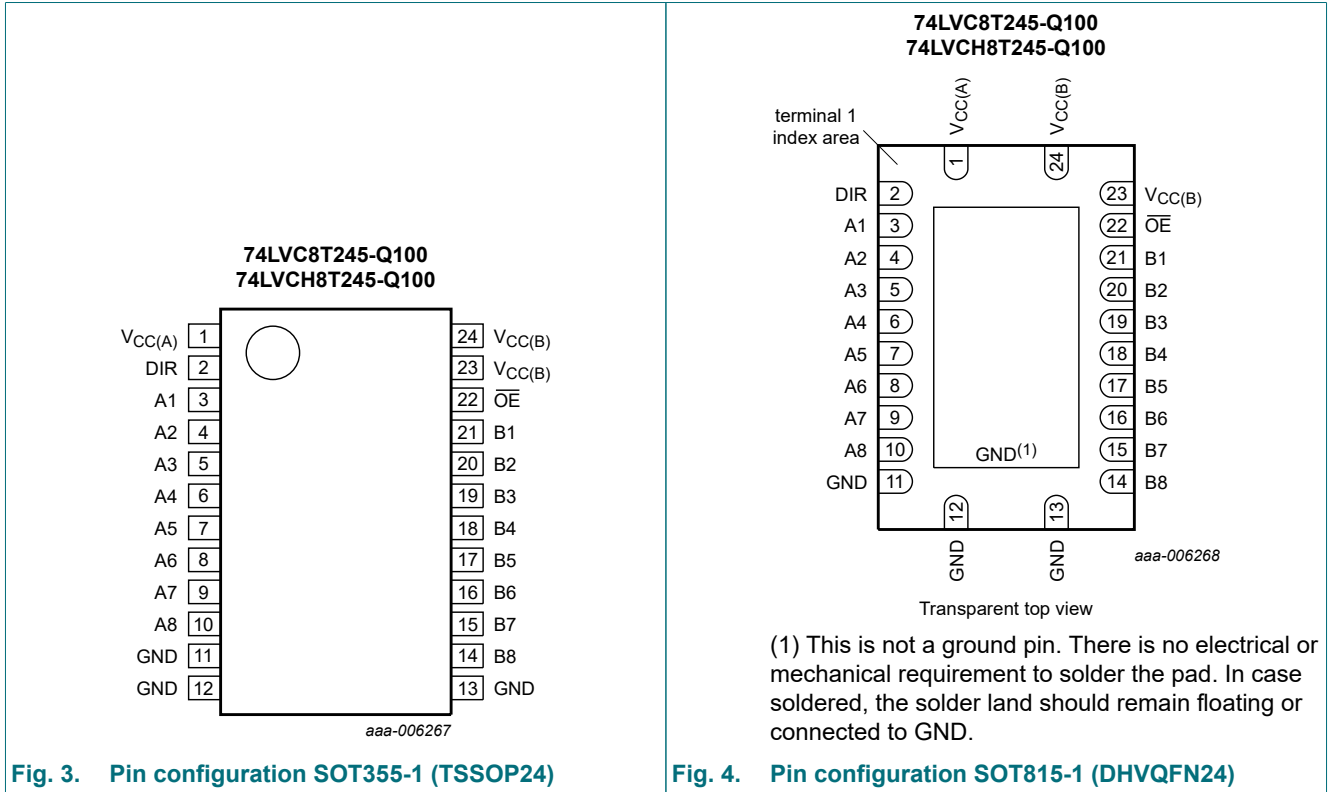 74LVC8T245-Q100
74LVCH8T245-Q100
VCC(A) 1
24 VCC(B)
DIR 2
23 VCC(B)
A1 3
22 OE
A2 4
21 B1
A3 5
20 B2
A4 6
19 B3
A5 7
18 B4
A6 8
17 B5
A7 9
16 B6
A8 10
15 B7
GND 11
14 B8
GND 12
13 GND
aaa-006267
Fig. 3. Pin configuration SOT355-1 (TSSOP24)
74LVC8T245-Q100
74LVCH8T245-Q100
terminal 1
index area
VCC(A)
VCC(B)
1
24
DIR 2
23 VCC(B)
A1 3
22 OE
A2 4
21 B1
A3 5
20 B2
A4 6
19 B3
A5 7
18 B4
A6 8
17 B5
A7 9
16 B6
A8 10
GND(1)
15 B7
GND 11
14 B8
12
13
GND
GND
aaa-006268
Transparent top view
(1) This is not a ground pin. There is no electrical or
mechanical requirement to solder the pad. In case
soldered, the solder land should remain floating or
connected to GND.
Fig. 4. Pin configuration SOT815-1 (DHVQFN24)